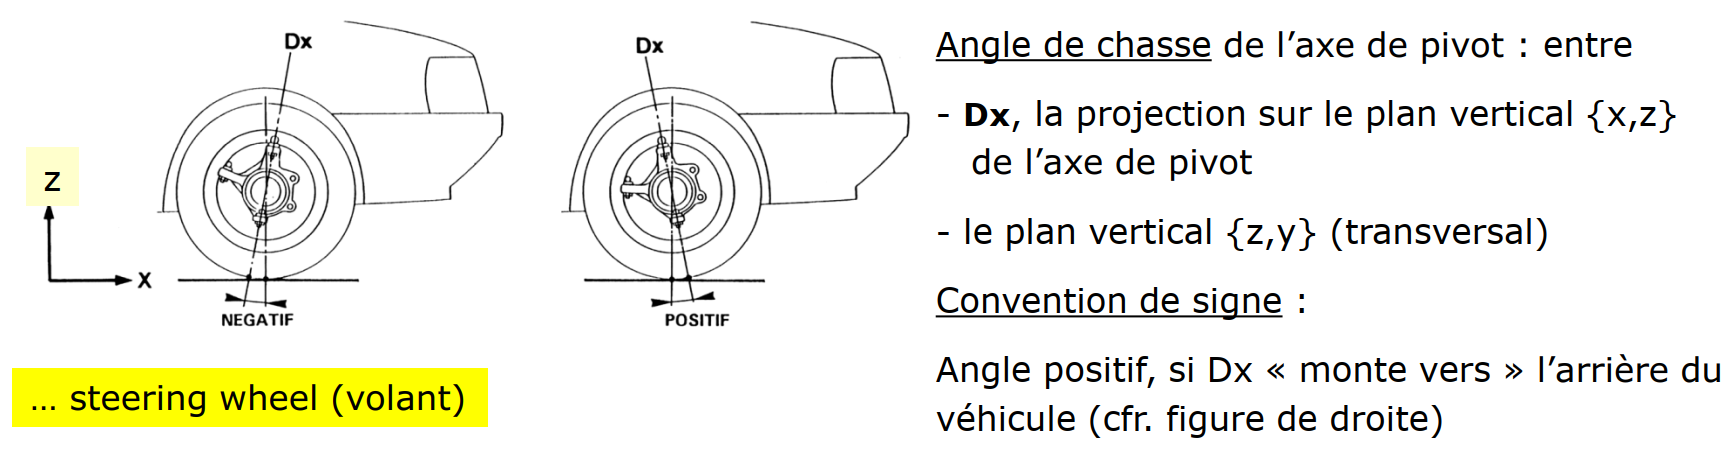 Dx
Dx
z
x
NEGATIF
POSITIF
… steering wheel (volant)
Angle de chasse de l’axe de pivot : entre
- Dx, la projection sur le plan vertical {x,z}
de l’axe de pivot
- le plan vertical {z,y} (transversal)
Convention de signe :
Angle positif, si Dx « monte vers » l’arrière du
véhicule (cfr. figure de droite)